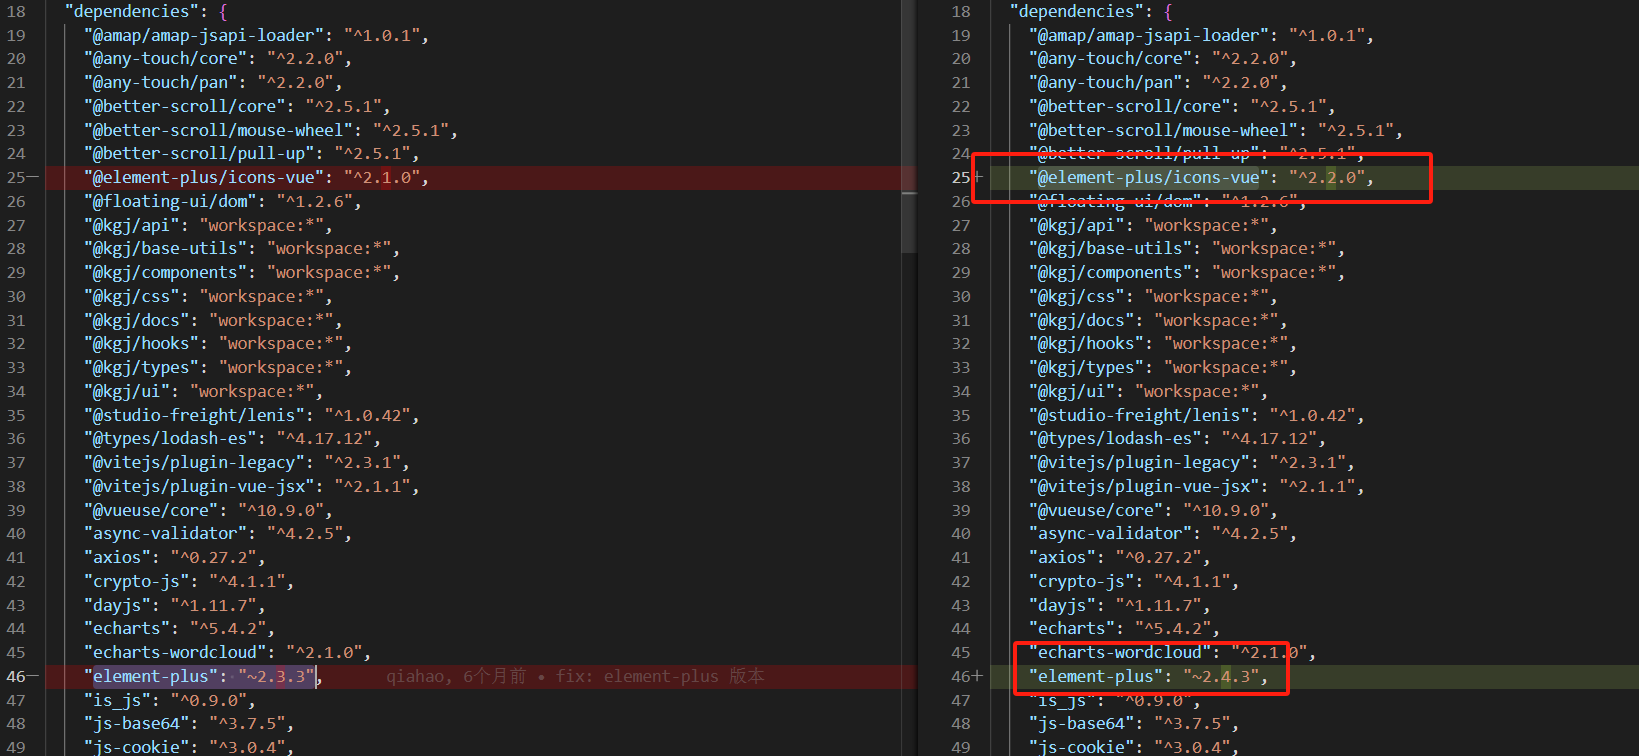 18 "dependencies": {
19 "@amap/amap-jsapi-loader": "^1.0.1",
20 "@any-touch/core": "^2.2.0",
21 "@any-touch/pan": "^2.2.0",
22 "@better-scroll/core": "^2.5.1",
23 "@better-scroll/mouse-wheel": "^2.5.1",
24 "@better-scroll/pull-up": "^2.5.1",
25— "@element-plus/icons-vue": "^2.1.0",
26 "@floating-ui/dom": "^1.2.6",
27 "@kgj/api": "workspace:*",
28 "@kgj/base-utils": "workspace:*",
29 "@kgj/components": "workspace:*",
30 "@kgj/css": "workspace:*",
31 "@kgj/docs": "workspace:*",
32 "@kgj/hooks": "workspace:*",
33 "@kgj/types": "workspace:*",
34 "@kgj/ui": "workspace:*",
35 "@studio-freight/lenis": "^1.0.42",
36 "@types/lodash-es": "^4.17.12",
37 "@vitejs/plugin-legacy": "^2.3.1",
38 "@vitejs/plugin-vue-jsx": "^2.1.1",
39 "@vueuse/core": "^10.9.0",
40 "async-validator": "^4.2.5",
41 "axios": "^0.27.2",
42 "crypto-js": "^4.1.1",
43 "dayjs": "^1.11.7",
44 "echarts": "^5.4.2",
45 "echarts-wordcloud": "^2.1.0",
46— "element-plus": "~2.3.3", qiahao, 6个月前 • fix: element-plus 版本
47 "is_js": "^0.9.0",
48 "js-base64": "^3.7.5",
49 "js-cookie": "^3.0.4",
18 "dependencies": {
19 "@amap/amap-jsapi-loader": "^1.0.1",
20 "@any-touch/core": "^2.2.0",
21 "@any-touch/pan": "^2.2.0",
22 "@better-scroll/core": "^2.5.1",
23 "@better-scroll/mouse-wheel": "^2.5.1",
24 "@better-scroll/pull-up": "^2.5.1",
25+ "@element-plus/icons-vue": "^2.2.0",
26 "@floating-ui/dom": "^1.2.6",
27 "@kgj/api": "workspace:*",
28 "@kgj/base-utils": "workspace:*",
29 "@kgj/components": "workspace:*",
30 "@kgj/css": "workspace:*",
31 "@kgj/docs": "workspace:*",
32 "@kgj/hooks": "workspace:*",
33 "@kgj/types": "workspace:*",
34 "@kgj/ui": "workspace:*",
35 "@studio-freight/lenis": "^1.0.42",
36 "@types/lodash-es": "^4.17.12",
37 "@vitejs/plugin-legacy": "^2.3.1",
38 "@vitejs/plugin-vue-jsx": "^2.1.1",
39 "@vueuse/core": "^10.9.0",
40 "async-validator": "^4.2.5",
41 "axios": "^0.27.2",
42 "crypto-js": "^4.1.1",
43 "dayjs": "^1.11.7",
44 "echarts": "^5.4.2",
45 "echarts-wordcloud": "^2.1.0",
46+ "element-plus": "~2.4.3",
47 "is_js": "^0.9.0",
48 "js-base64": "^3.7.5",
49 "js-cookie": "^3.0.4",